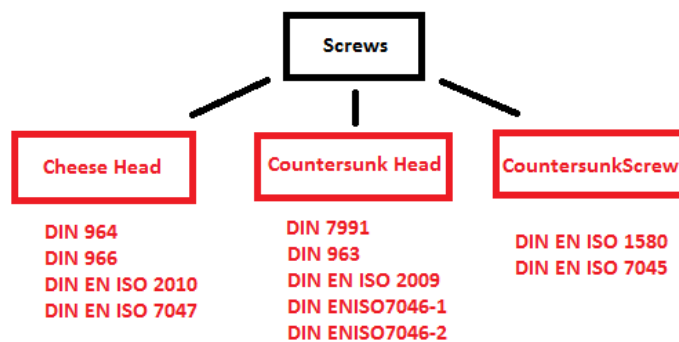 Screws
Cheese Head
Countersunk Head
CountersunkScrew
DIN 964
DIN 966
DIN EN ISO 2010
DIN EN ISO 7047
DIN 7991
DIN 963
DIN EN ISO 2009
DIN ENISO7046-1
DIN ENISO7046-2
DIN EN ISO 1580
DIN EN ISO 7045